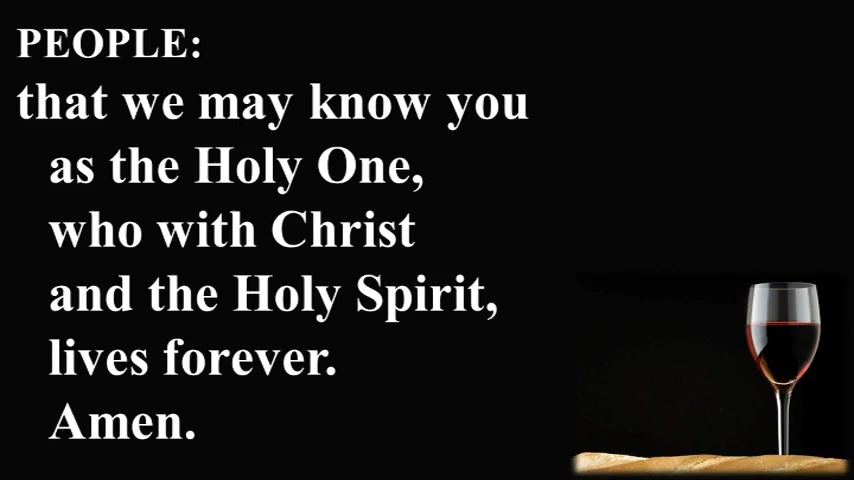 PEOPLE:
that we may know you
as the Holy One,
who with Christ
and the Holy Spirit,
lives forever.
Amen.